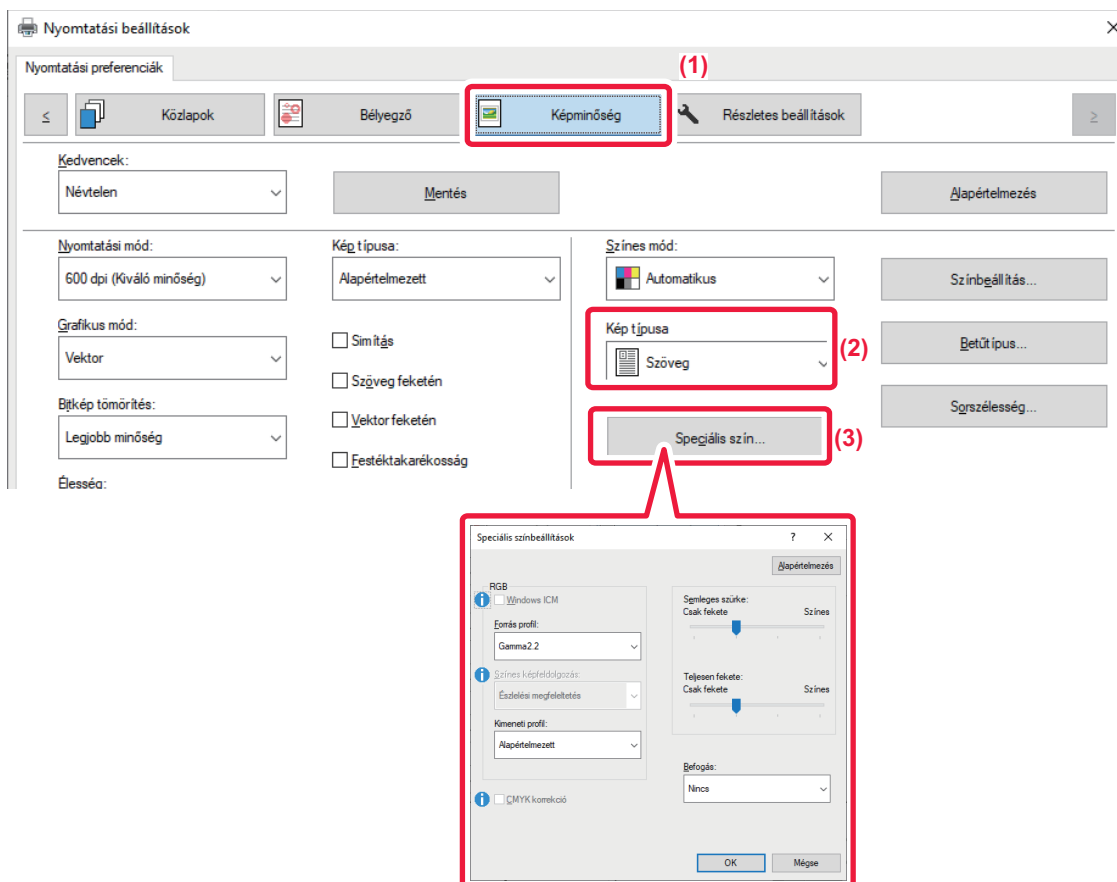 Nyomtatási beállítások
Nyomtatási preferenciák
(1)
< Közlapok Bélyegző Képminőség Részletes beállítások >
Kedvencek:
Névtelen Mentés Alapértelmezés
Nyomtatási mód: Kép típusa: Színes mód:
600 dpi (Kiváló minőség) Alapértelmezett Automatikus Színbeállítás...
Grafikus mód: Kép típusa
Simítás (2) Betűtípus...
Vektor Szöveg
Szöveg feketén
Bitkép tömörítés: Sorszélesség...
Vektor feketén
Legjobb minőség Speciális szín... (3)
Festéktakarékosság
Élesség:
Speciális színbeállítások ? ×
Alapértelmezés
RGB
Windows ICM Semleges szürke:
Csak fekete Színes
Forrás profil:
Gamma2.2
Színes képfeldolgozás: Teljesen fekete:
Csak fekete Színes
Észlelési megfeleltetés
Kimeneti profil:
Alapértelmezett
Befogás:
Nincs
CMYK korrekció
OK Mégse